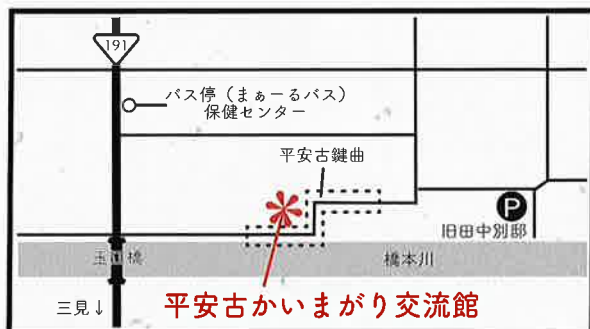 191
バス停（まぁーるバス）
保健センター
平安古鍵曲
P
旧田中別邸
玉江橋
橋本川
三見↓
平安古かいまがり交流館